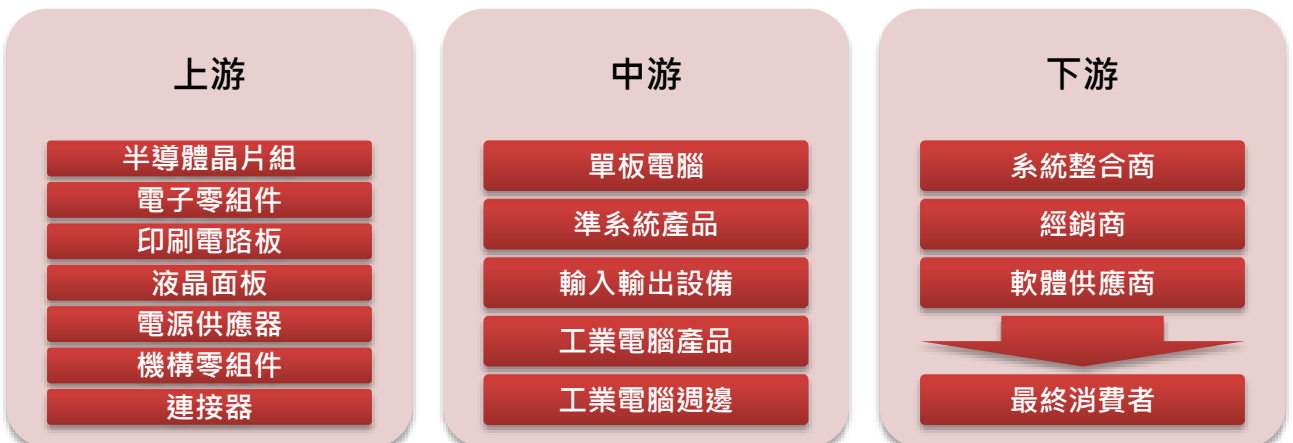 上游
半導體晶片組
電子零組件
印刷電路板
液晶面板
電源供應器
機構零組件
連接器
中游
單板電腦
準系統產品
輸入輸出設備
工業電腦產品
工業電腦週邊
下游
系統整合商
經銷商
軟體供應商
最終消費者